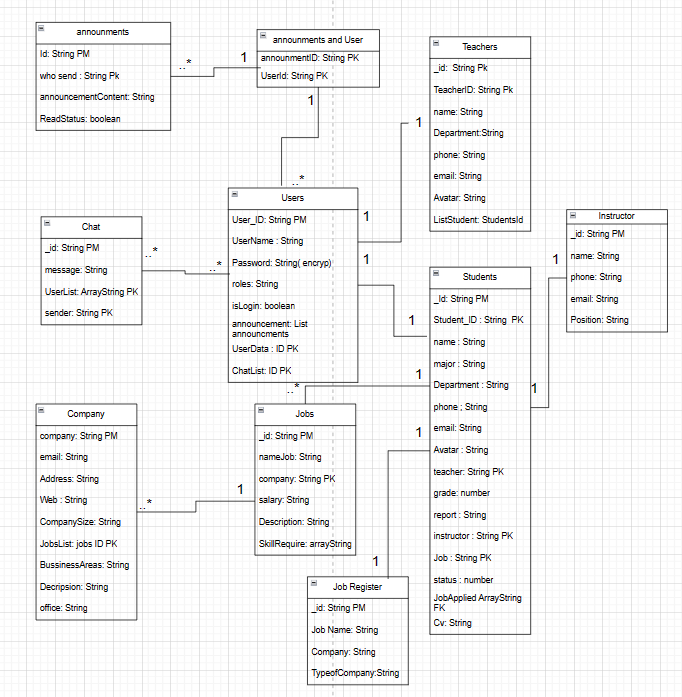 announments
Id: String PM
who send : String Pk
announcementContent: String
ReadStatus: boolean
..*
1
announments and User
announmentID: String PK
UserId: String PK
1
..*
Teachers
_id: String Pk
TeacherID: String Pk
name: String
Department:String
phone: String
email: String
Avatar: String
ListStudent: StudentsId
1
Users
User_ID: String PM
UserName : String
Password: String( encryp)
roles: String
isLogin: boolean
announcement: List
announcments
UserData : ID PK
ChatList: ID PK
1
1
Chat
_id: String PM
message: String
UserList: ArrayString PK
sender: String PK
..*
..*
Instructor
_id: String PM
name: String
phone: String
email: String
Position: String
1
1
Students
_Id: String PM
Student_ID : String PK
name : String
major : String
Department : String
phone ; String
email: String
Avatar : String
teacher: String PK
grade: number
report : String
instructor : String PK
Job : String PK
status : number
JobApplied ArrayString
FK
Cv: String
1
1
1
..*
Company
company: String PM
email: String
Address: String
Web : String
CompanySize: String
JobsList: jobs ID PK
BussinessAreas: String
Decripsion: String
office: String
..*
1
Jobs
_id: String PM
nameJob: String
company: String PK
salary: String
Description: String
SkillRequire: arrayString
1
Job Register
_id: String PM
Job Name: String
Company: String
TypeofCompany:String